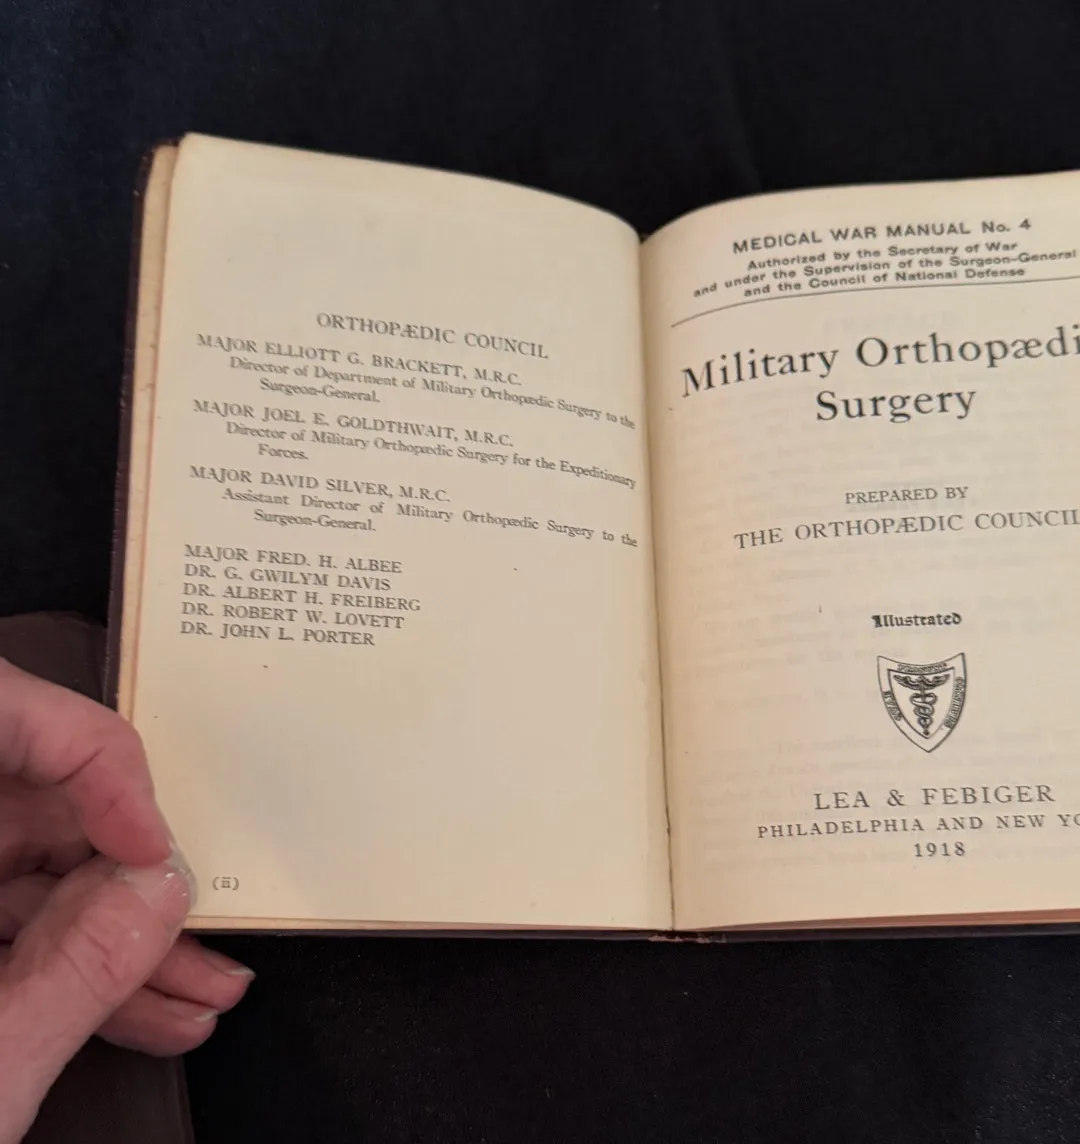 ORTHOPÆDIC COUNCIL
MAJOR ELLIOTT G. BRACKETT, M.R.C.
Director of Department of Military Orthopædic Surgery to the
Surgeon-General.
MAJOR JOEL E. GOLDTHWAIT, M.R.C.
Director of Military Orthopædic Surgery for the Expeditionary
Forces.
MAJOR DAVID SILVER, M.R.C.
Assistant Director of Military Orthopædic Surgery to the
Surgeon-General.
MAJOR FRED. H. ALBEE
DR. G. GWILYM DAVIS
DR. ALBERT H. FREIBERG
DR. ROBERT W. LOVETT
DR. JOHN L. PORTER
(ii)
MEDICAL WAR MANUAL No. 4
Authorized by the Secretary of War
and under the Supervision of the Surgeon-General
and the Council of National Defense
Military Orthopædi
Surgery
PREPARED BY
THE ORTHOPÆDIC COUNCIL
Illustrated
LEA & FEBIGER
PHILADELPHIA AND NEW YO
1918